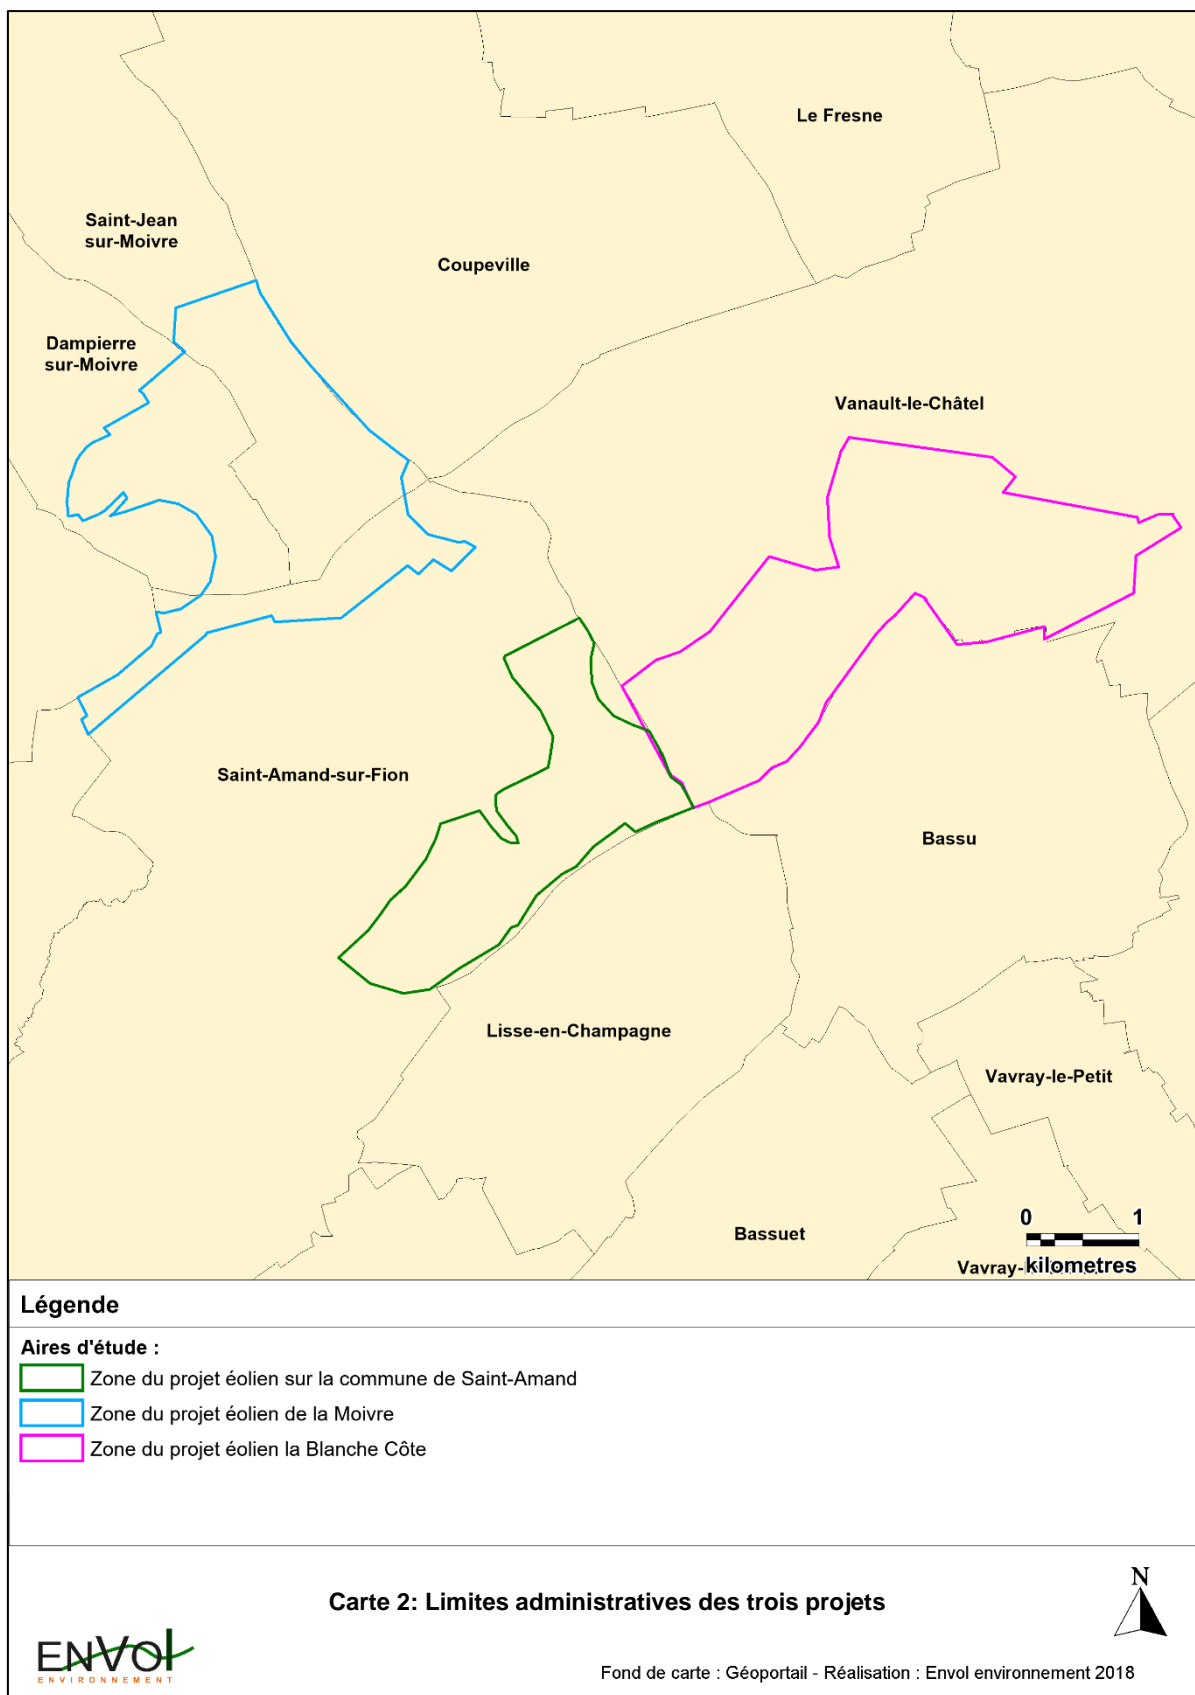 Le Fresne
Saint-Jean
sur-Moivre
Coupeville
Dampierre
sur-Moivre
Vanault-le-Châtel
Saint-Amand-sur-Fion
Bassu
Lisse-en-Champagne
Vavray-le-Petit
0 1
Bassuet
Vavray-
kilometres
Légende
Aires d'étude :
Zone du projet éolien sur la commune de Saint-Amand
Zone du projet éolien de la Moivre
Zone du projet éolien la Blanche Côte
N
Carte 2: Limites administratives des trois projets
ENVOl
ENVIRONNEMENT
Fond de carte : Géoportail - Réalisation : Envol environnement 2018